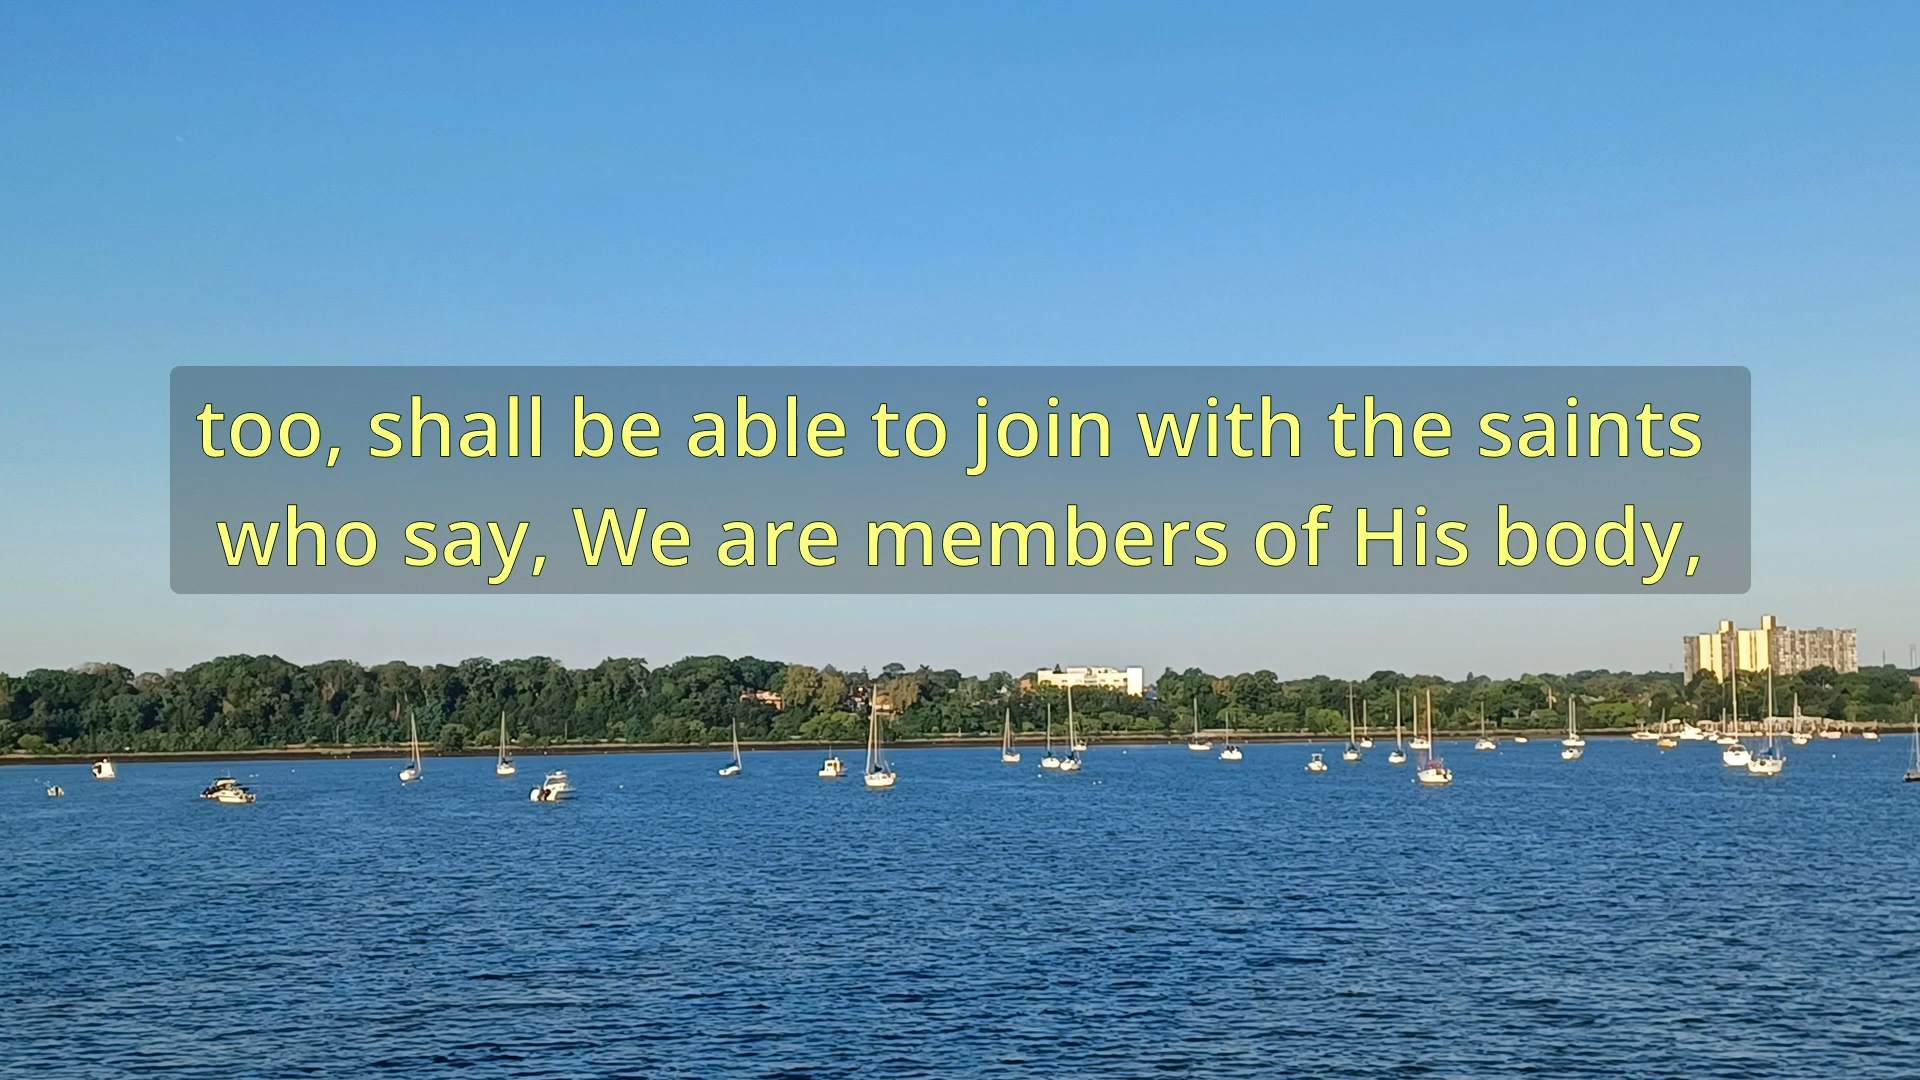 too, shall be able to join with the saints
who say, We are members of His body,